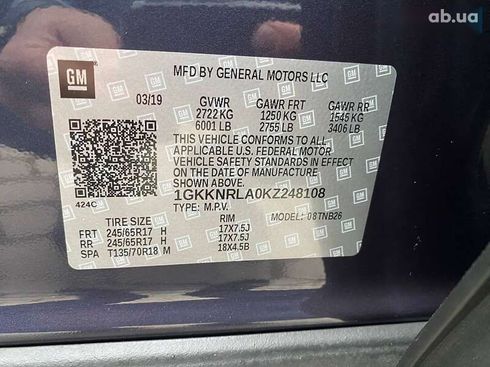 ав.ua
GM
MFD BY GENERAL MOTORS LLC
03/19 GVWR GAWR FRT GAWR RR
2722 KG 1250 KG 1545 KG
6001 LB 2755 LB 3406 LB
THIS VEHICLE CONFORMS TO ALL
APPLICABLE U.S. FEDERAL MOTOR
VEHICLE SAFETY STANDARDS IN EFFECT
ON THE DATE OF MANUFACTURE
SHOWN ABOVE.
424C 1GKKNRLA0KZ248108
TYPE: M.P.V. MODEL: 08TNB26
TIRE SIZE RIM
FRT 245/65R17 H 17X7.5J
RR 245/65R17 H 17X7.5J
SPA T135/70R18 M 18X4.5B